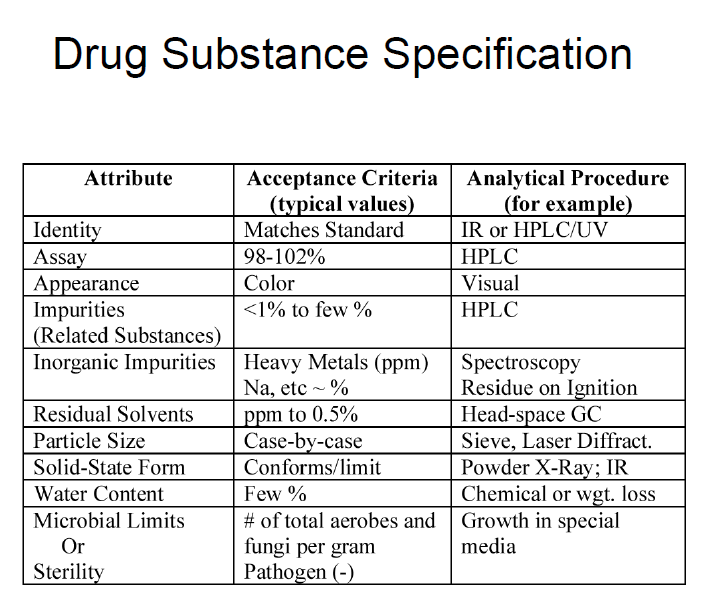 Drug Substance Specification
Attribute
Acceptance Criteria
(typical values)
Analytical Procedure
(for example)
Identity
Matches Standard
IR or HPLC/UV
Assay
98-102%
HPLC
Appearance
Color
Visual
Impurities
(Related Substances)
<1% to few %
HPLC
Inorganic Impurities
Heavy Metals (ppm)
Na, etc ~ %
Spectroscopy
Residue on Ignition
Residual Solvents
ppm to 0.5%
Head-space GC
Particle Size
Case-by-case
Sieve, Laser Diffract.
Solid-State Form
Conforms/limit
Powder X-Ray; IR
Water Content
Few %
Chemical or wgt. loss
Microbial Limits
Or
Sterility
# of total aerobes and
fungi per gram
Pathogen (-)
Growth in special
media